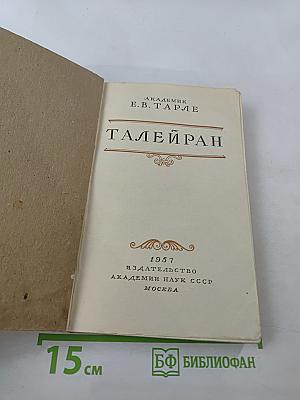 АКАДЕМИК
Е. В. ТАРЛЕ
ТАЛЕЙРАН
1957
ИЗДАТЕЛЬСТВО
АКАДЕМИИ НАУК СССР
МОСКВА
15 см
БФ БИБЛИОФАН